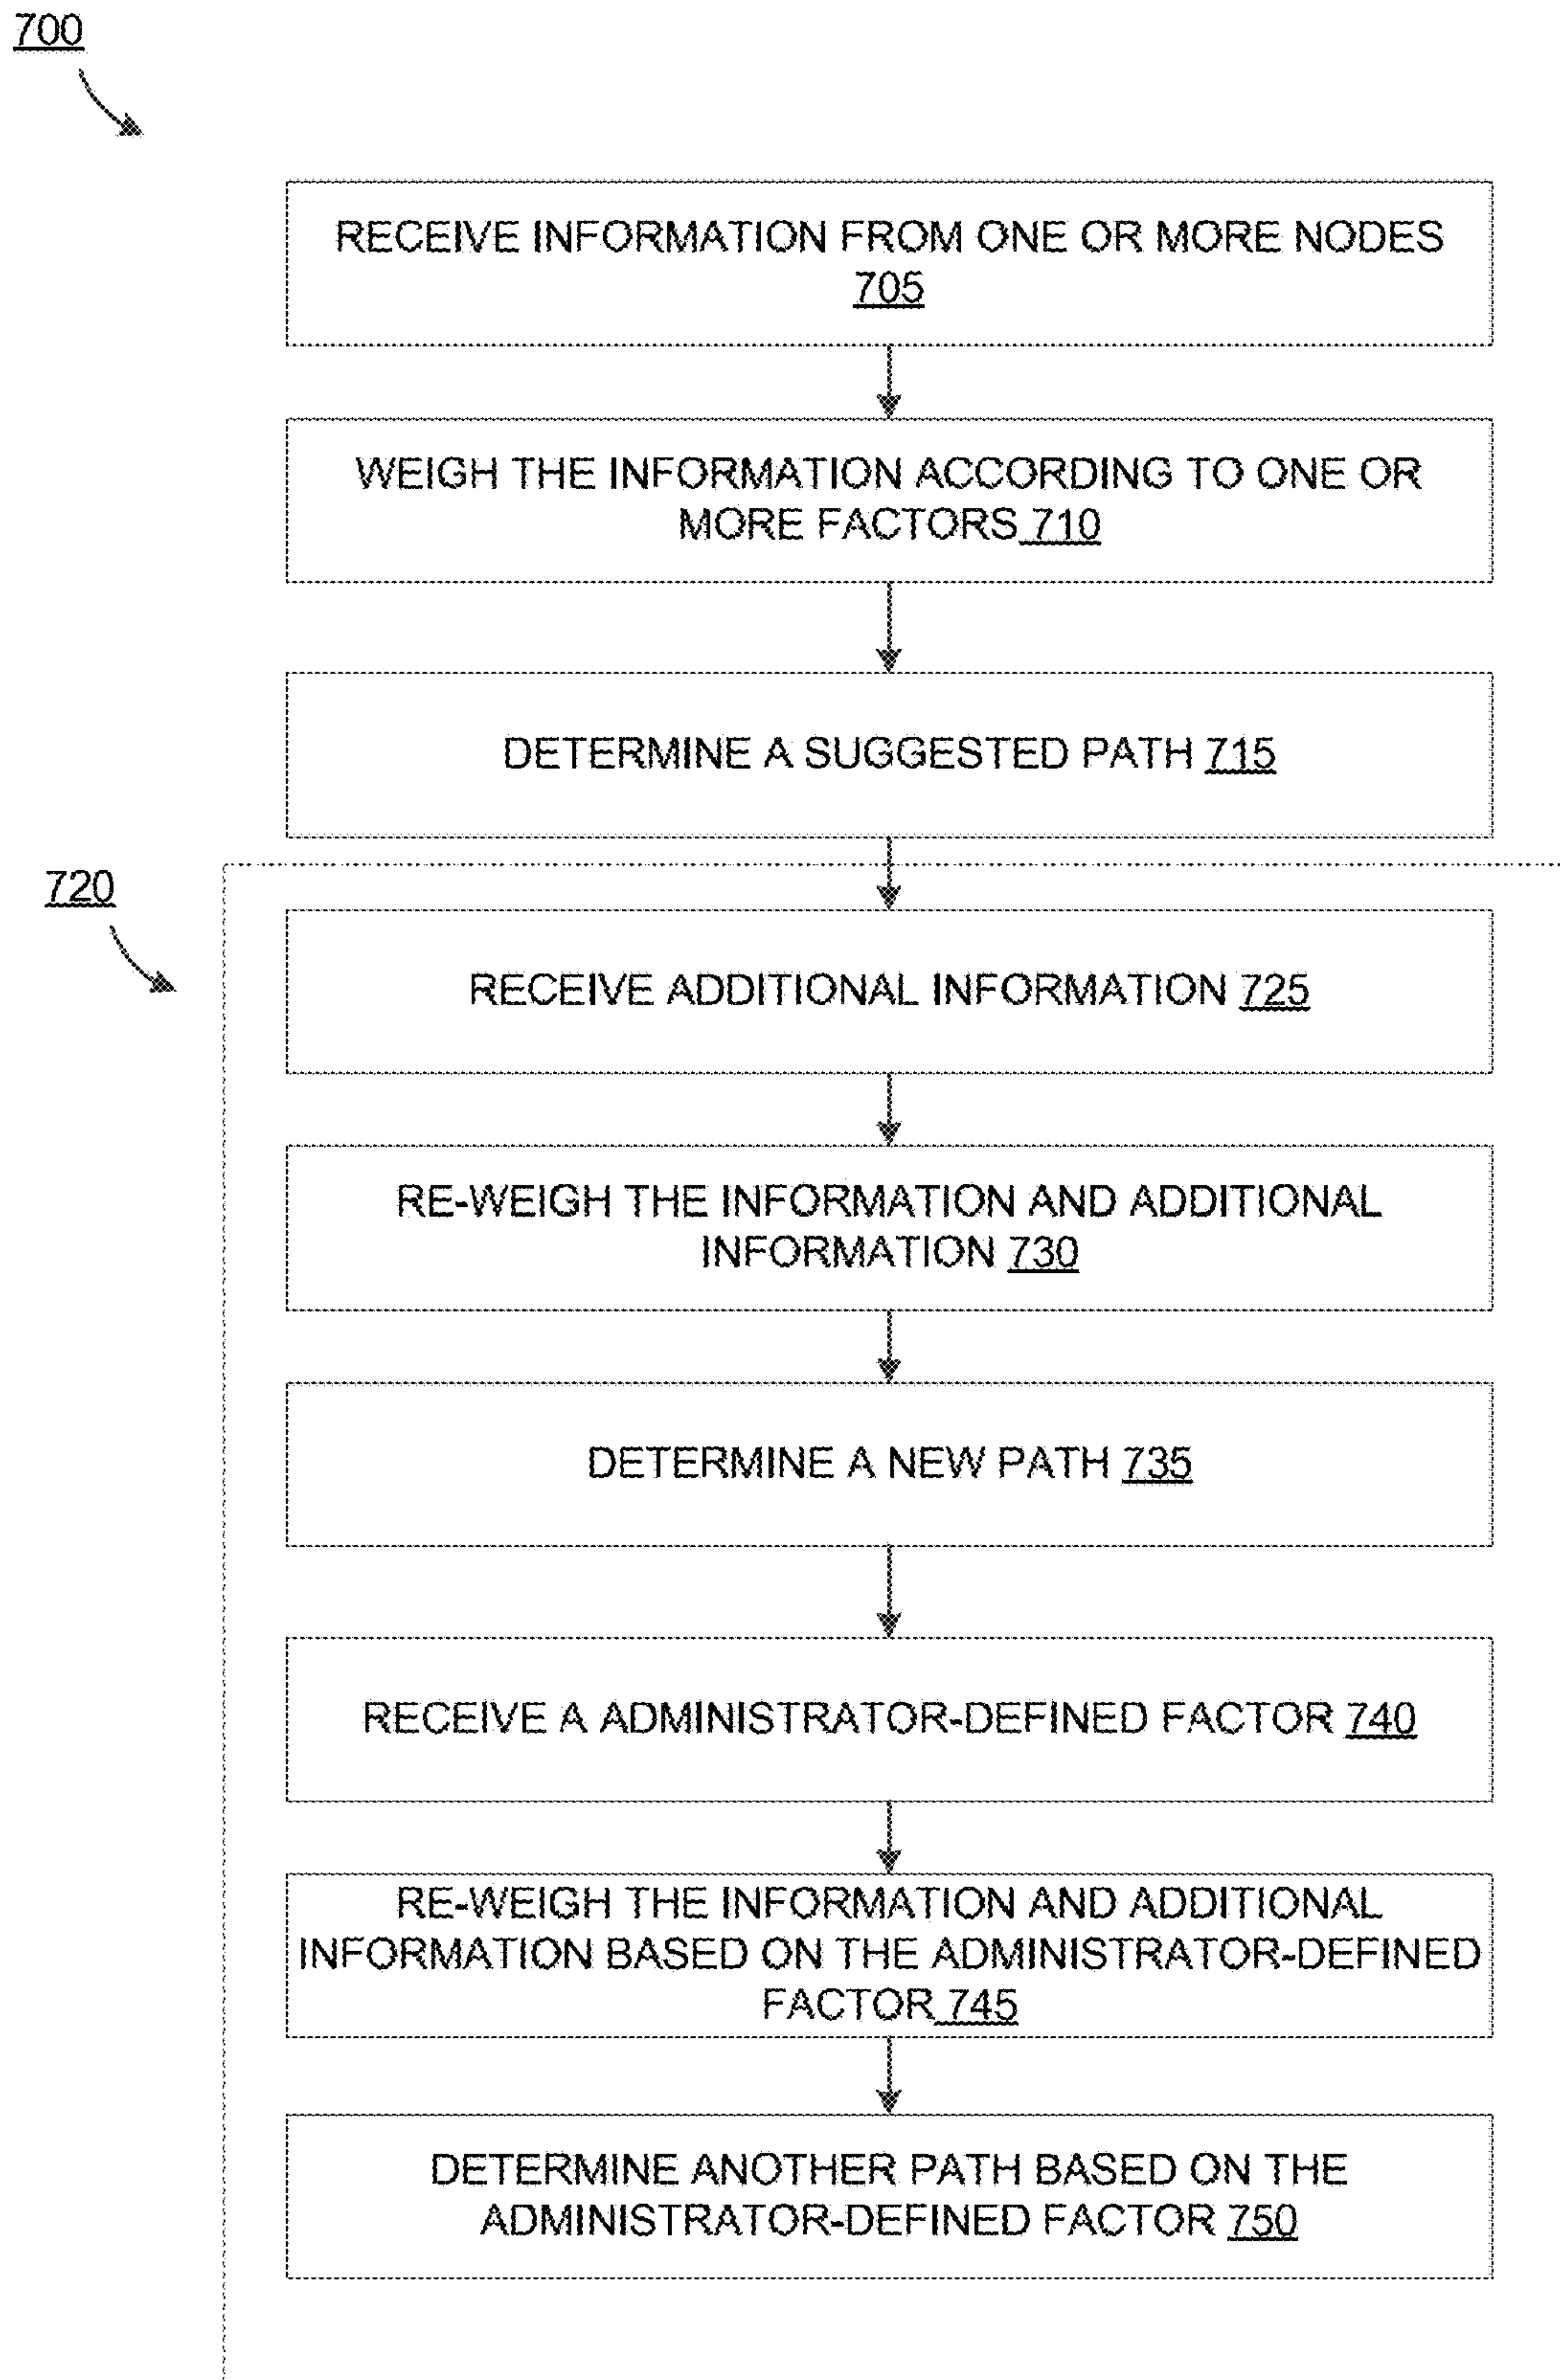 700
RECEIVE INFORMATION FROM ONE OR MORE NODES
705
WEIGH THE INFORMATION ACCORDING TO ONE OR
MORE FACTORS 710
DETERMINE A SUGGESTED PATH 715
720
RECEIVE ADDITIONAL INFORMATION 725
RE-WEIGH THE INFORMATION AND ADDITIONAL
INFORMATION 730
DETERMINE A NEW PATH 735
RECEIVE A ADMINISTRATOR-DEFINED FACTOR 740
RE-WEIGH THE INFORMATION AND ADDITIONAL
INFORMATION BASED ON THE ADMINISTRATOR-DEFINED
FACTOR 745
DETERMINE ANOTHER PATH BASED ON THE
ADMINISTRATOR-DEFINED FACTOR 750